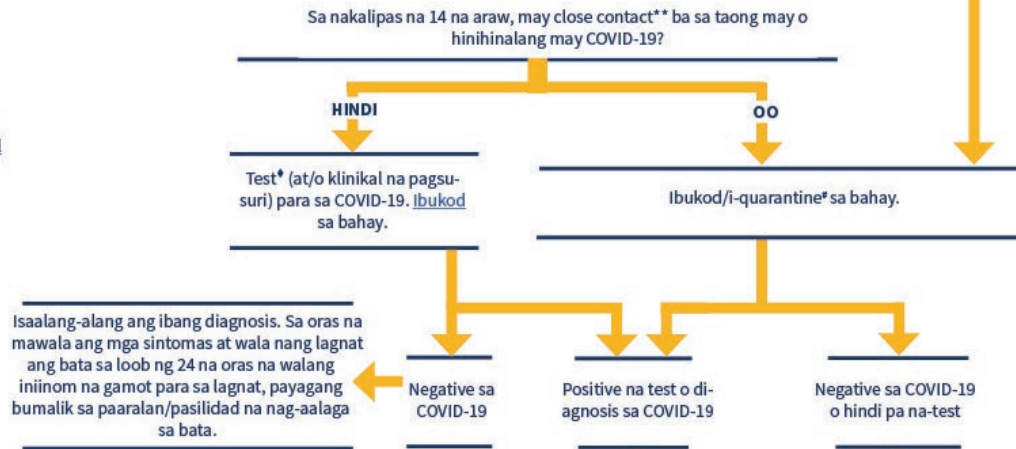 Sa nakalipas na 14 na araw, may close contact** ba sa taong may o
hinihinalang may COVID-19?
HINDI
OO
Test♦ (at/o klinikal na pagsu-
suri) para sa COVID-19. Ibukod
sa bahay.
Ibukod/i-quarantine# sa bahay.
Isaalang-alang ang ibang diagnosis. Sa oras na
mawala ang mga sintomas at wala nang lagnat
ang bata sa loob ng 24 na oras na walang
iniinom na gamot para sa lagnat, payagang
bumalik sa paaralan/pasilidad na nag-aalaga
sa bata.
Negative sa
COVID-19
Positive na test o di-
agnosis sa COVID-19
Negative sa COVID-19
o hindi pa na-test